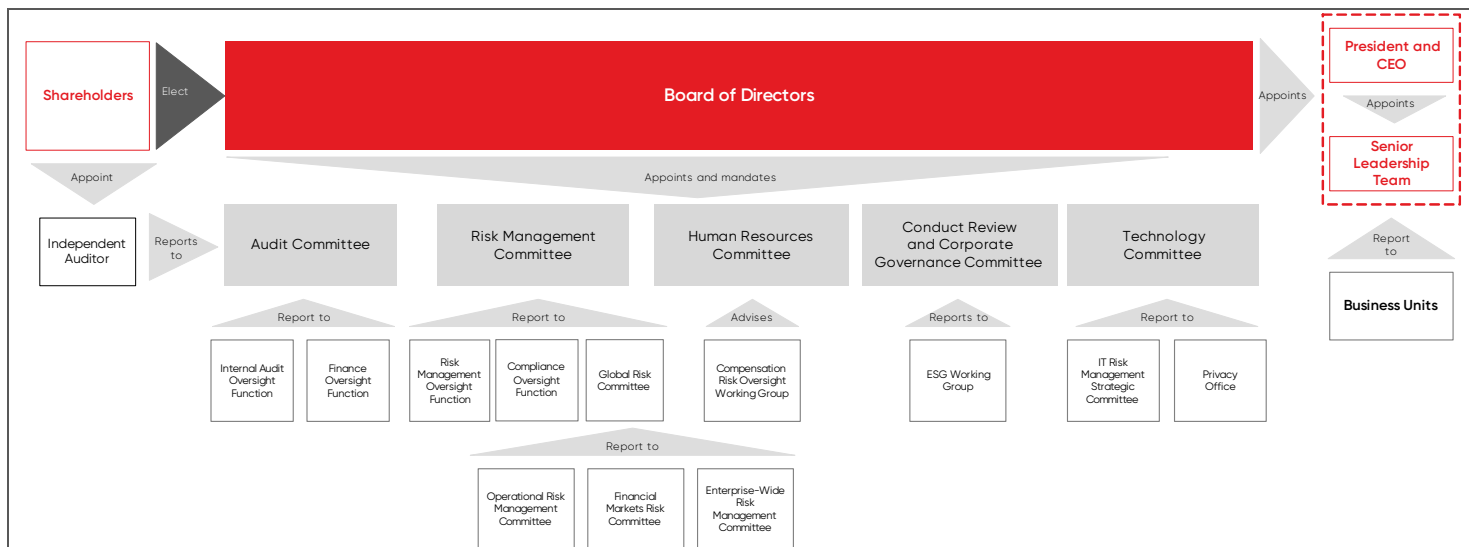 Shareholders
Elect
Board of Directors
Appoints
President and
CEO
Appoints
Senior
Leadership
Team
Appoint
Appoints and mandates
Independent
Auditor
Reports
to
Audit Committee
Risk Management
Committee
Human Resources
Committee
Conduct Review
and Corporate
Governance Committee
Technology
Committee
Report
to
Business Units
Report to
Report to
Advises
Reports to
Report to
Internal Audit
Oversight
Function
Finance
Oversight
Function
Risk
Management
Oversight
Function
Compliance
Oversight
Function
Global Risk
Committee
Compensation
Risk Oversight
Working Group
ESG Working
Group
IT Risk
Management
Strategic
Committee
Privacy
Office
Report to
Operational Risk
Management
Committee
Financial
Markets Risk
Committee
Enterprise-Wide
Risk
Management
Committee